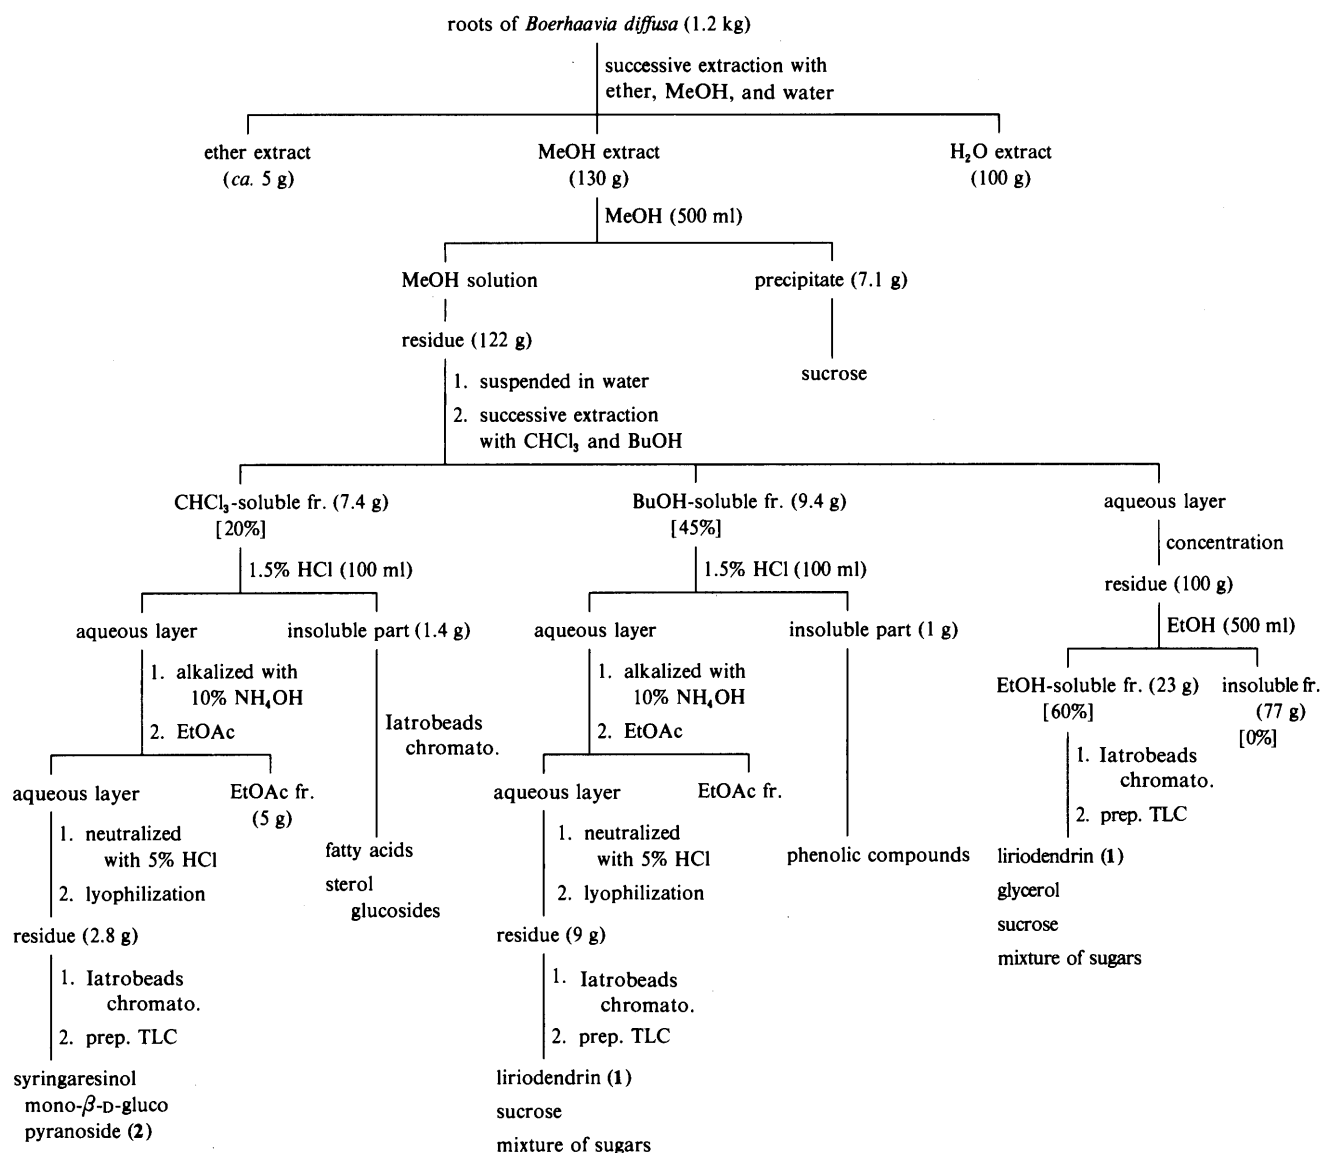 roots of Boerhaavia diffusa (1.2 kg)
successive extraction with
ether, MeOH, and water
ether extract
(ca. 5 g)
MeOH extract
(130 g)
H₂O extract
(100 g)
MeOH (500 ml)
MeOH solution
precipitate (7.1 g)
residue (122 g)
sucrose
1. suspended in water
2. successive extraction
with CHCl₃ and BuOH
CHCl₃-soluble fr. (7.4 g)
[20%]
BuOH-soluble fr. (9.4 g)
[45%]
aqueous layer
concentration
residue (100 g)
EtOH (500 ml)
1.5% HCl (100 ml)
1.5% HCl (100 ml)
aqueous layer
insoluble part (1.4 g)
aqueous layer
insoluble part (1 g)
EtOH-soluble fr. (23 g)
[60%]
insoluble fr.
(77 g)
[0%]
1. alkalized with
10% NH₄OH
2. EtOAc
Iatrobeads
chromato.
1. alkalized with
10% NH₄OH
2. EtOAc
1. Iatrobeads
chromato.
2. prep. TLC
aqueous layer
EtOAc fr.
(5 g)
aqueous layer
EtOAc fr.
1. neutralized
with 5% HCl
2. lyophilization
fatty acids
sterol
glucosides
1. neutralized
with 5% HCl
2. lyophilization
phenolic compounds
liriodendrin (1)
glycerol
sucrose
mixture of sugars
residue (2.8 g)
residue (9 g)
1. Iatrobeads
chromato.
2. prep. TLC
1. Iatrobeads
chromato.
2. prep. TLC
syringaresinol
mono-β-D-gluco
pyranoside (2)
liriodendrin (1)
sucrose
mixture of sugars